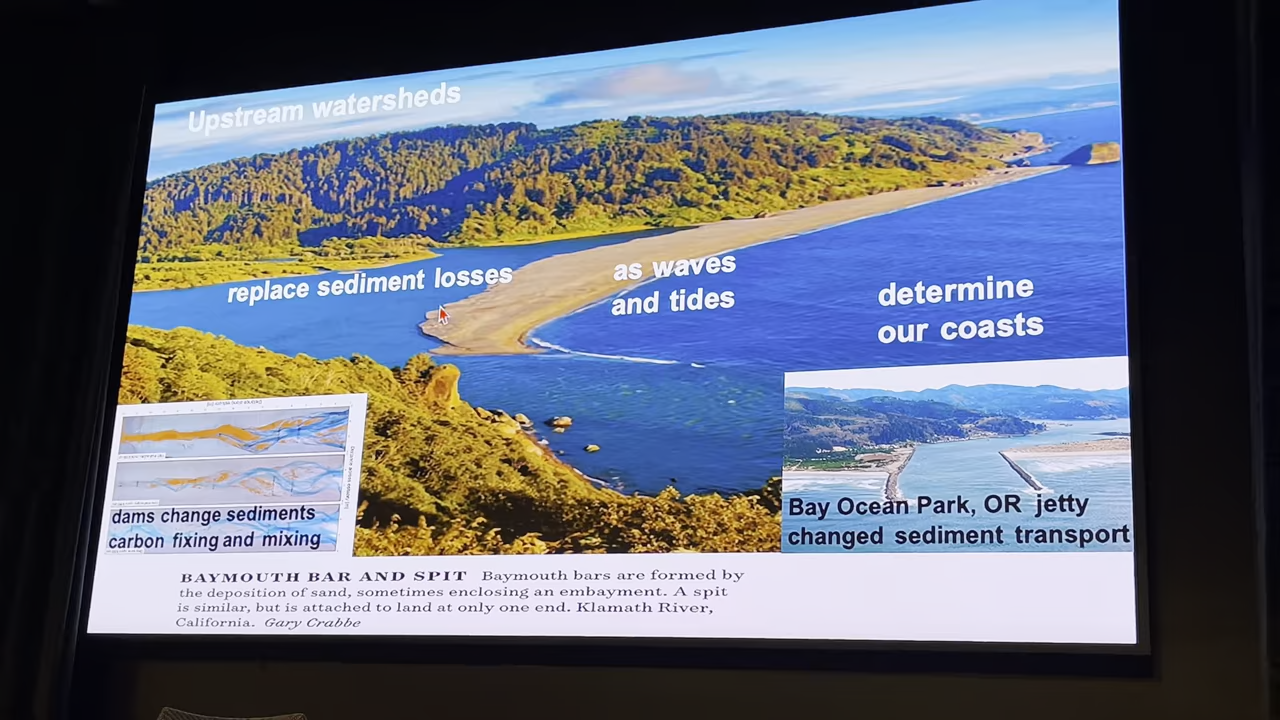 Upstream watersheds
replace sediment losses
as waves
and tides
determine
our coasts
dams change sediments
carbon fixing and mixing
Bay Ocean Park, OR jetty
changed sediment transport
BAYMOUTH BAR AND SPIT Baymouth bars are formed by
the deposition of sand, sometimes enclosing an embayment. A spit
is similar, but is attached to land at only one end. Klamath River,
California. Gary Crabbe